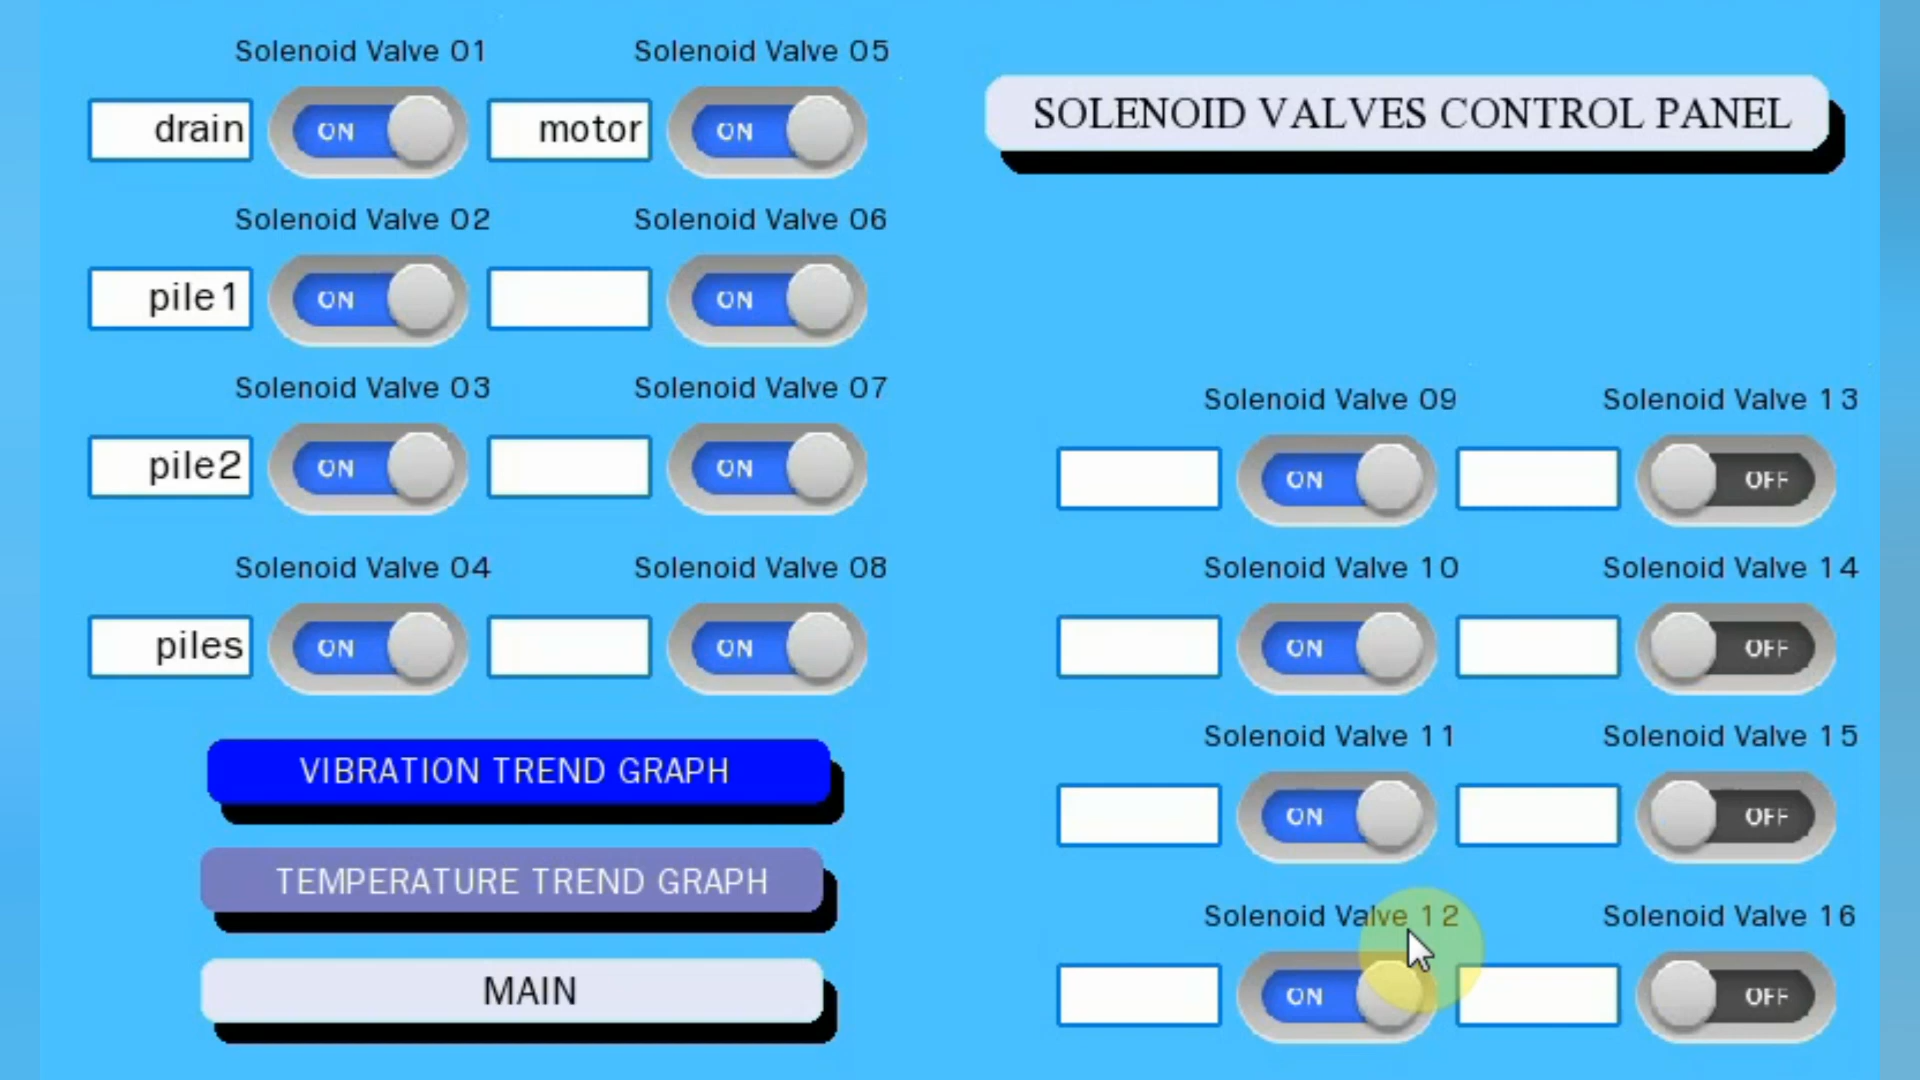 Solenoid Valve 01
Solenoid Valve 05
drain
ON
motor
ON
SOLENOID VALVES CONTROL PANEL
Solenoid Valve 02
Solenoid Valve 06
pile1
ON
ON
Solenoid Valve 03
Solenoid Valve 07
pile2
ON
ON
Solenoid Valve 04
Solenoid Valve 08
piles
ON
ON
Solenoid Valve 09
Solenoid Valve 13
ON
OFF
Solenoid Valve 10
Solenoid Valve 14
ON
OFF
Solenoid Valve 11
Solenoid Valve 15
ON
OFF
Solenoid Valve 12
Solenoid Valve 16
ON
OFF
VIBRATION TREND GRAPH
TEMPERATURE TREND GRAPH
MAIN